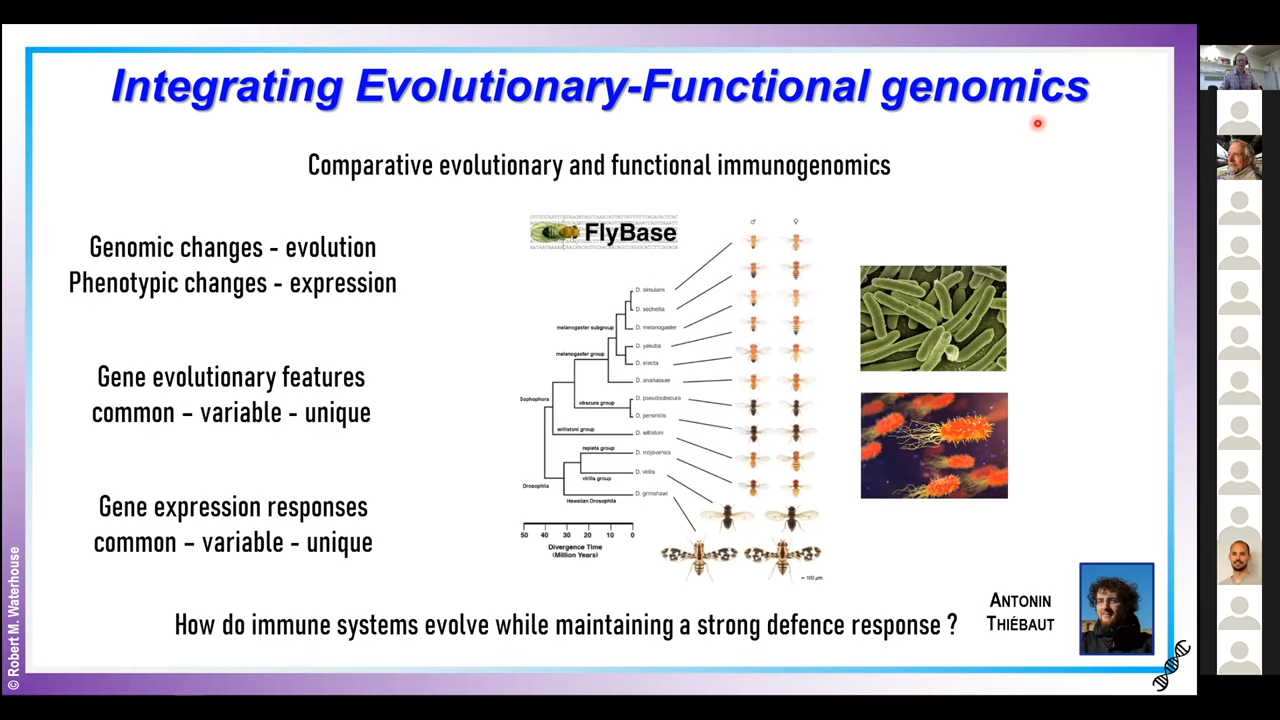 Integrating Evolutionary-Functional genomics
Comparative evolutionary and functional immunogenomics
Genomic changes - evolution
Phenotypic changes - expression
Gene evolutionary features
common – variable - unique
Gene expression responses
common – variable - unique
FlyBase
♂ ♀
D. simulans
D. sechellia
melanogaster subgroup
D. melanogaster
D. yakuba
melanogaster group
D. erecta
D. ananassae
Sophophora
obscura group
D. pseudoobscura
D. persimilis
willistoni group
D. willistoni
repleta group
D. mojavensis
virilis group
D. virilis
Drosophila
Hawaiian Drosophila
D. grimshawi
50 40 30 20 10 0
Divergence Time
(Million Years)
How do immune systems evolve while maintaining a strong defence response ?
ANTONIN
THIÉBAUT
© Robert M. Waterhouse